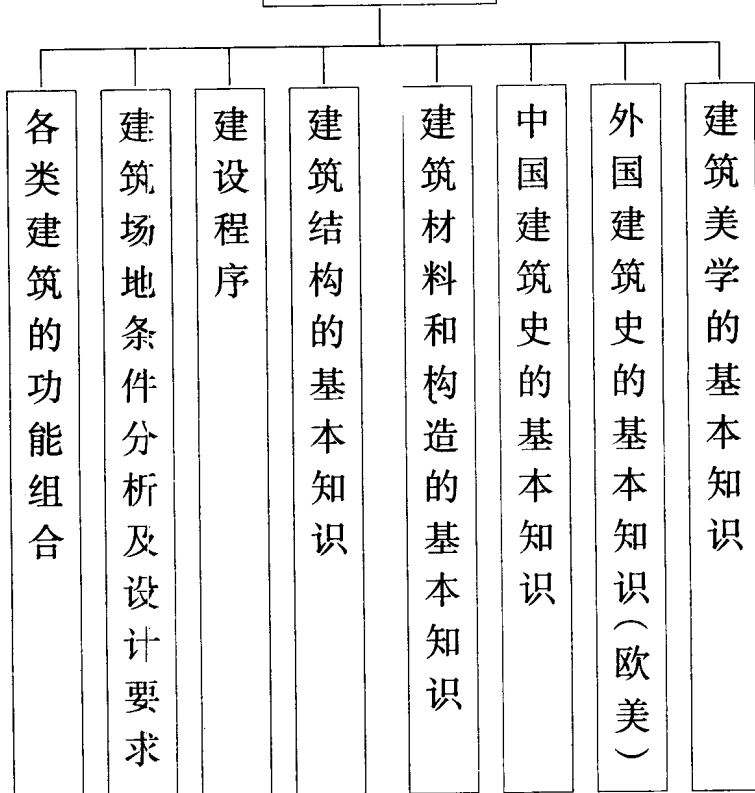 各类建筑的功能组合
建筑场地条件分析及设计要求
建设程序
建筑结构的基本知识
建筑材料和构造的基本知识
中国建筑史的基本知识
外国建筑史的基本知识(欧美)
建筑美学的基本知识